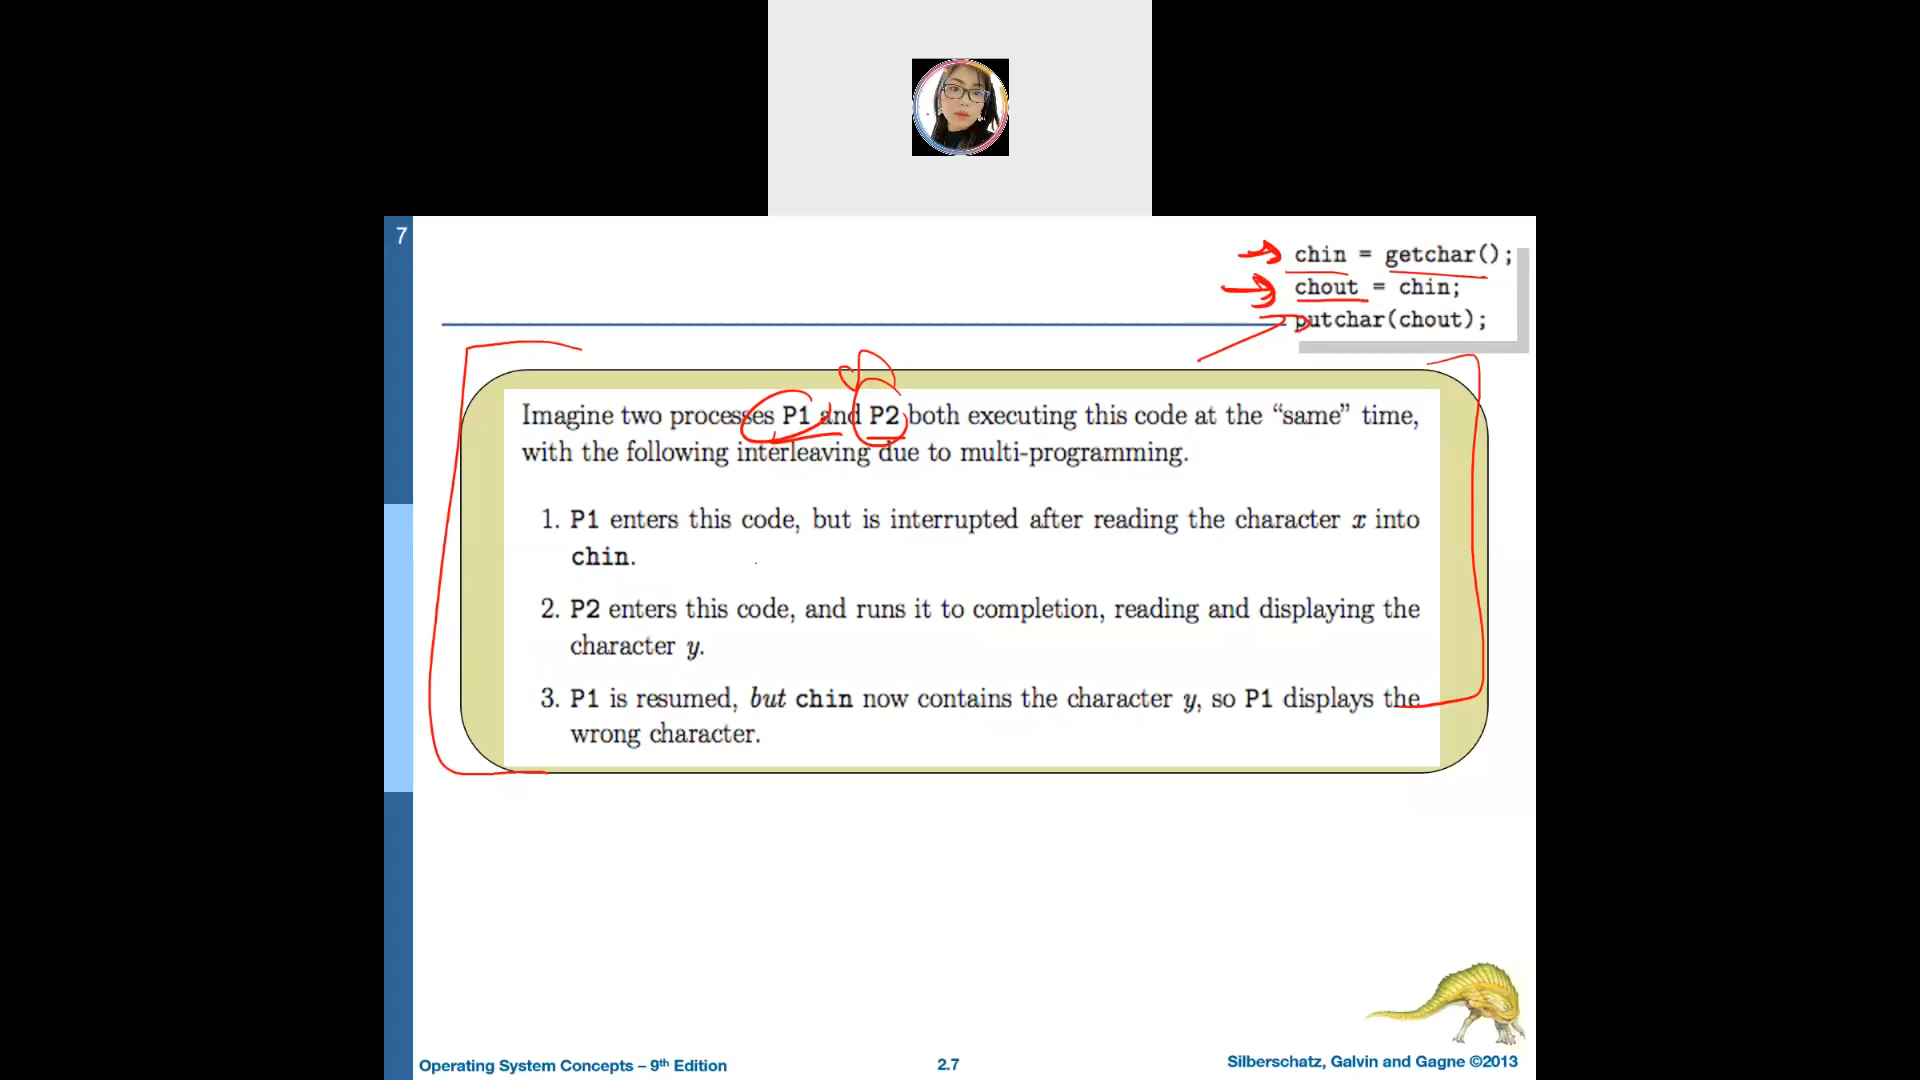 7
chin = getchar();
chout = chin;
putchar(chout);
Imagine two processes P1 and P2 both executing this code at the “same” time,
with the following interleaving due to multi-programming.
1. P1 enters this code, but is interrupted after reading the character x into
chin.
2. P2 enters this code, and runs it to completion, reading and displaying the
character y.
3. P1 is resumed, but chin now contains the character y, so P1 displays the
wrong character.
Operating System Concepts – 9th Edition
2.7
Silberschatz, Galvin and Gagne ©2013